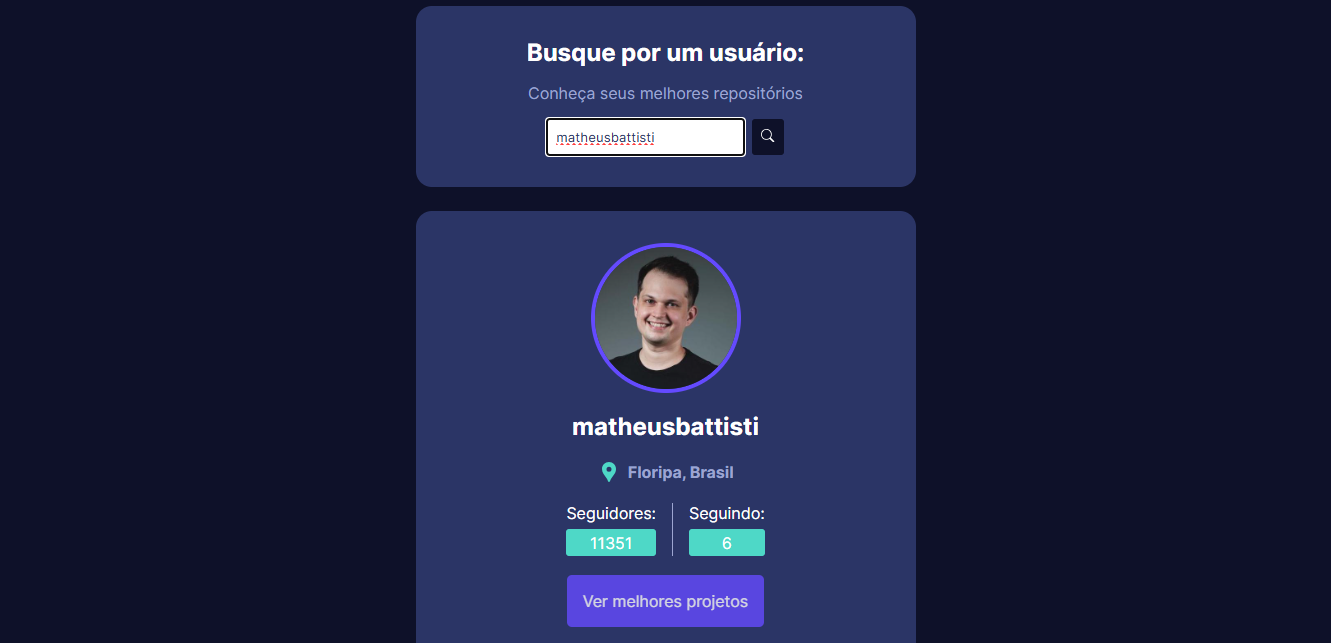 Busque por um usuário:
Conheça seus melhores repositórios
matheusbattisti
matheusbattisti
Floripa, Brasil
Seguidores: Seguindo:
11351 6
Ver melhores projetos